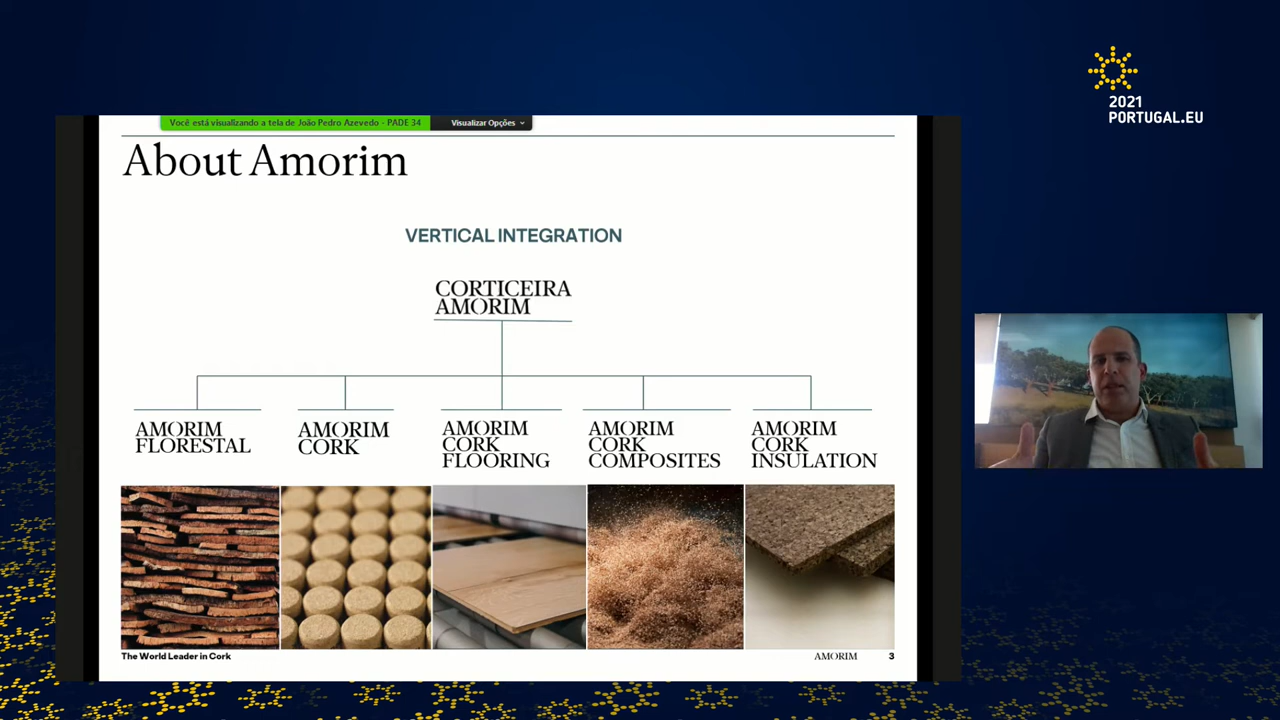 2021
PORTUGAL.EU
Você está visualizando a tela de João Pedro Azevedo - PADE 34
Visualizar Opções
About Amorim
VERTICAL INTEGRATION
CORTICEIRA
AMORIM
AMORIM
FLORESTAL
AMORIM
CORK
AMORIM
CORK
FLOORING
AMORIM
CORK
COMPOSITES
AMORIM
CORK
INSULATION
The World Leader in Cork
AMORIM
3